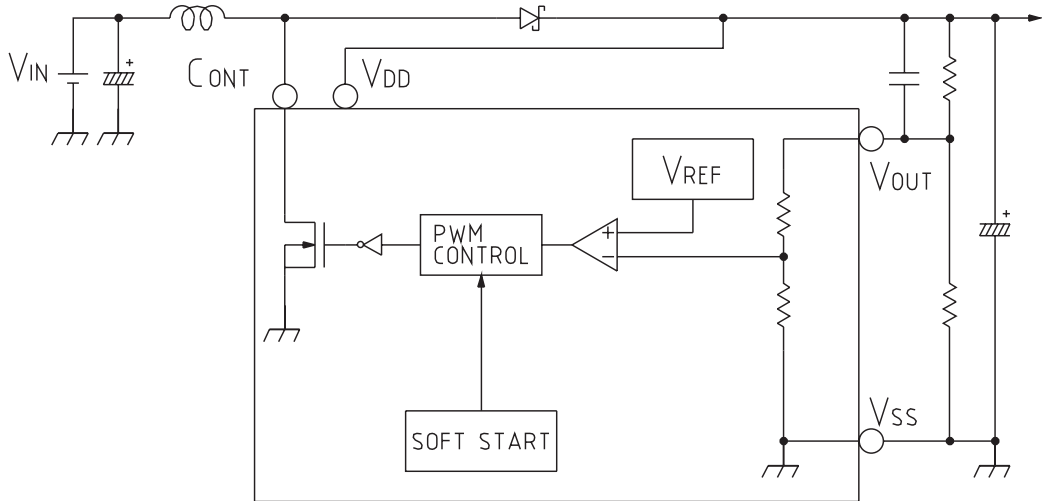 VIN
+
CONT
VDD
VREF
VOUT
+
PWM
CONTROL
+
-
SOFT START
VSS